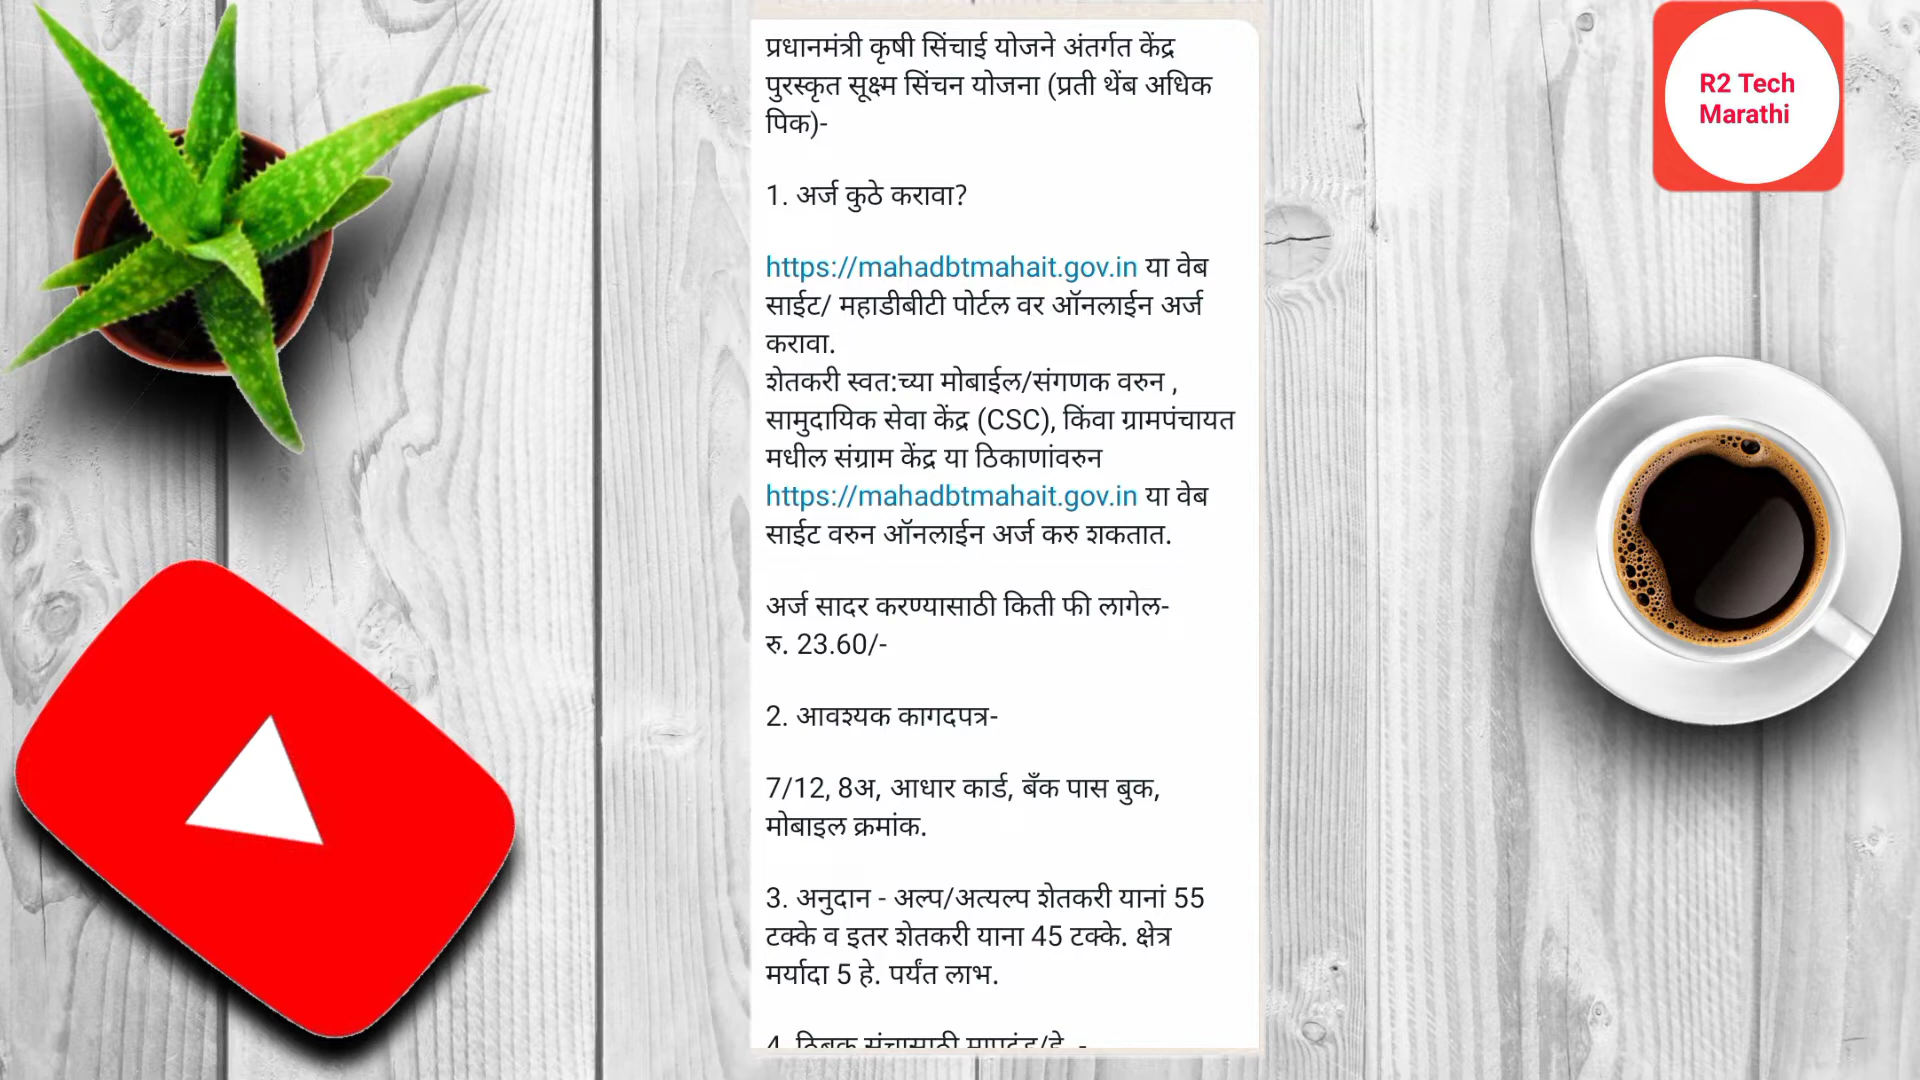 प्रधानमंत्री कृषी सिंचाई योजने अंतर्गत केंद्र
पुरस्कृत सूक्ष्म सिंचन योजना (प्रती थेंब अधिक
पिक)-
1. अर्ज कुठे करावा?
https://mahadbtmahait.gov.in या वेब
साईट/ महाडीबीटी पोर्टल वर ऑनलाईन अर्ज
करावा.
शेतकरी स्वत:च्या मोबाईल/संगणक वरुन ,
सामुदायिक सेवा केंद्र (CSC), किंवा ग्रामपंचायत
मधील संग्राम केंद्र या ठिकाणांवरुन
https://mahadbtmahait.gov.in या वेब
साईट वरुन ऑनलाईन अर्ज करु शकतात.
अर्ज सादर करण्यासाठी किती फी लागेल-
रु. 23.60/-
2. आवश्यक कागदपत्र-
7/12, 8अ, आधार कार्ड, बँक पास बुक,
मोबाइल क्रमांक.
3. अनुदान - अल्प/अत्यल्प शेतकरी यानां 55
टक्के व इतर शेतकरी याना 45 टक्के. क्षेत्र
मर्यादा 5 हे. पर्यंत लाभ.
4. ठिबक संचासाठी मापदंड/हे. -
R2 Tech
Marathi